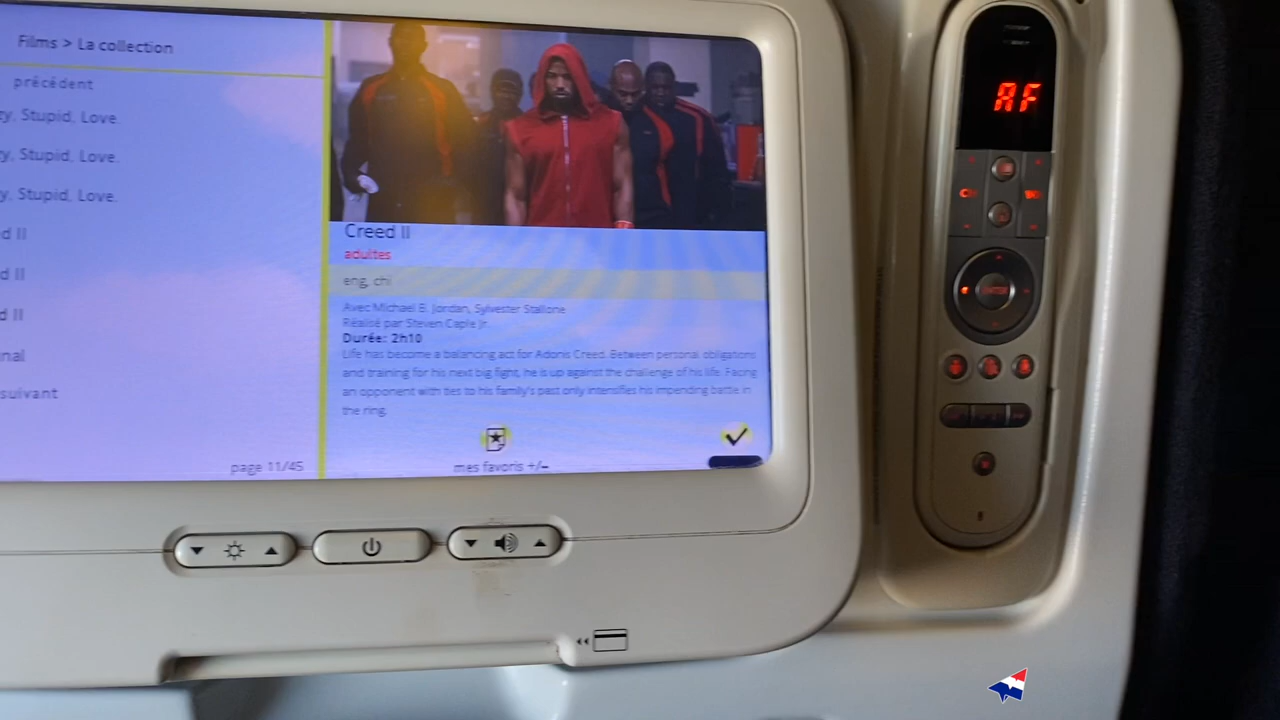 Films > La collection
précédent
zy, Stupid, Love.
zy, Stupid, Love.
zy, Stupid, Love.
d II
d II
d II
nal
suivant
page 11/45
Creed II
adultes
eng, chi
Avec Michael B. Jordan, Sylvester Stallone
Réalisé par Steven Caple Jr.
Durée: 2h10
Life has become a balancing act for Adonis Creed. Between personal obligations
and training for his next big fight, he is up against the challenge of his life. Facing
an opponent with ties to his family's past only intensifies his impending battle in
the ring.
mes favoris +/-
AF